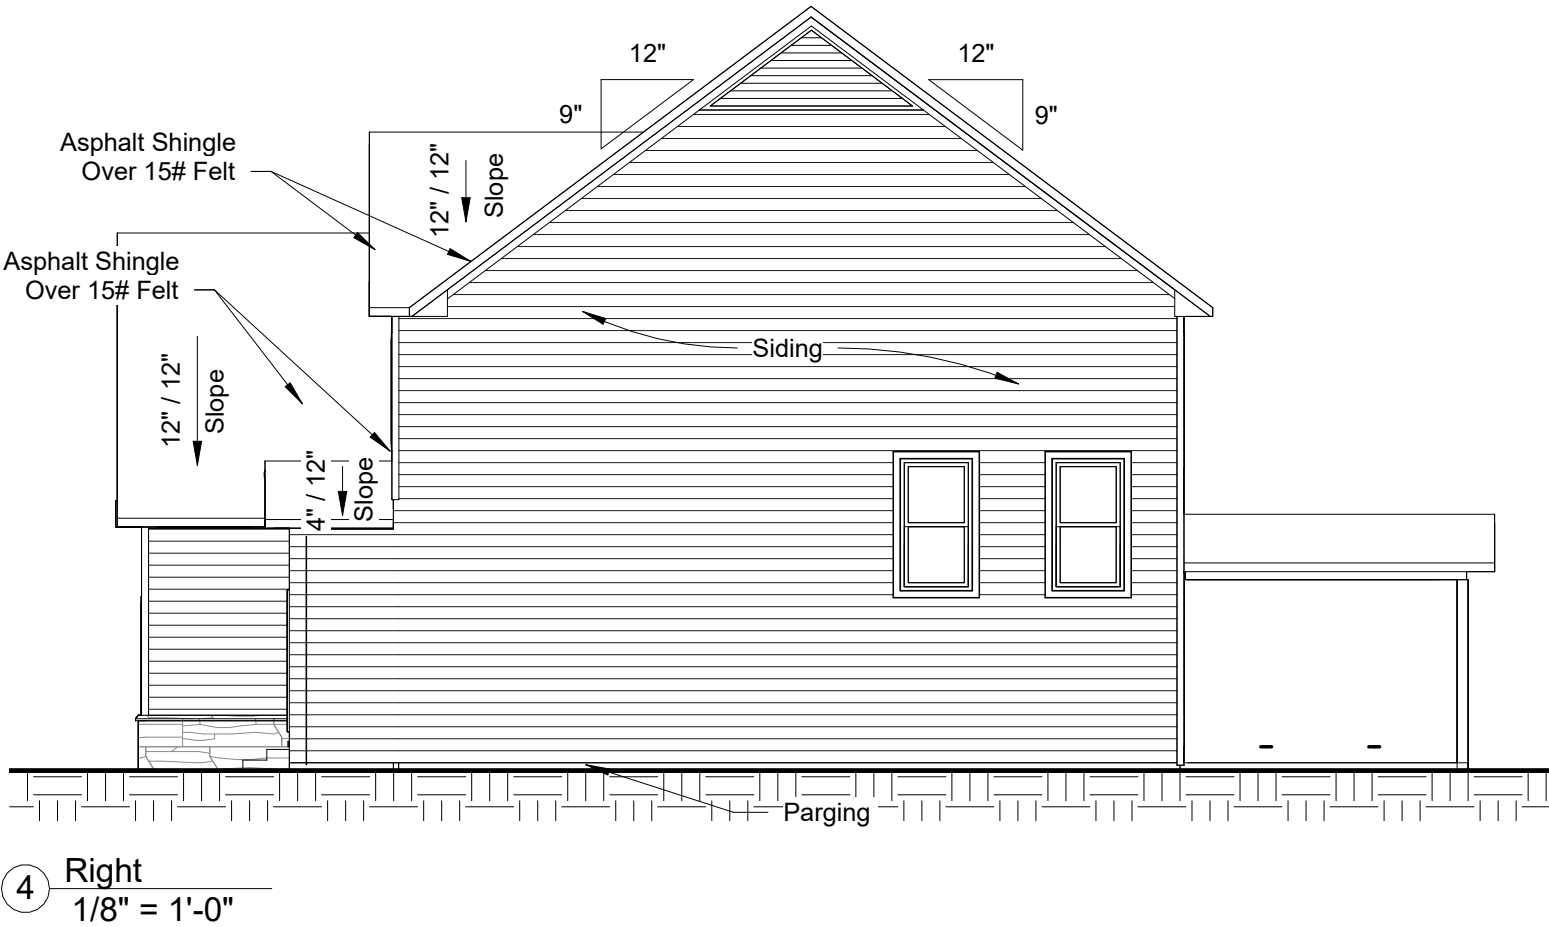 12"
12"
9"
9"
Asphalt Shingle
Over 15# Felt
12" / 12"
Slope
Asphalt Shingle
Over 15# Felt
Siding
12" / 12"
Slope
4" / 12"
Slope
Parging
4
Right
1/8" = 1'-0"